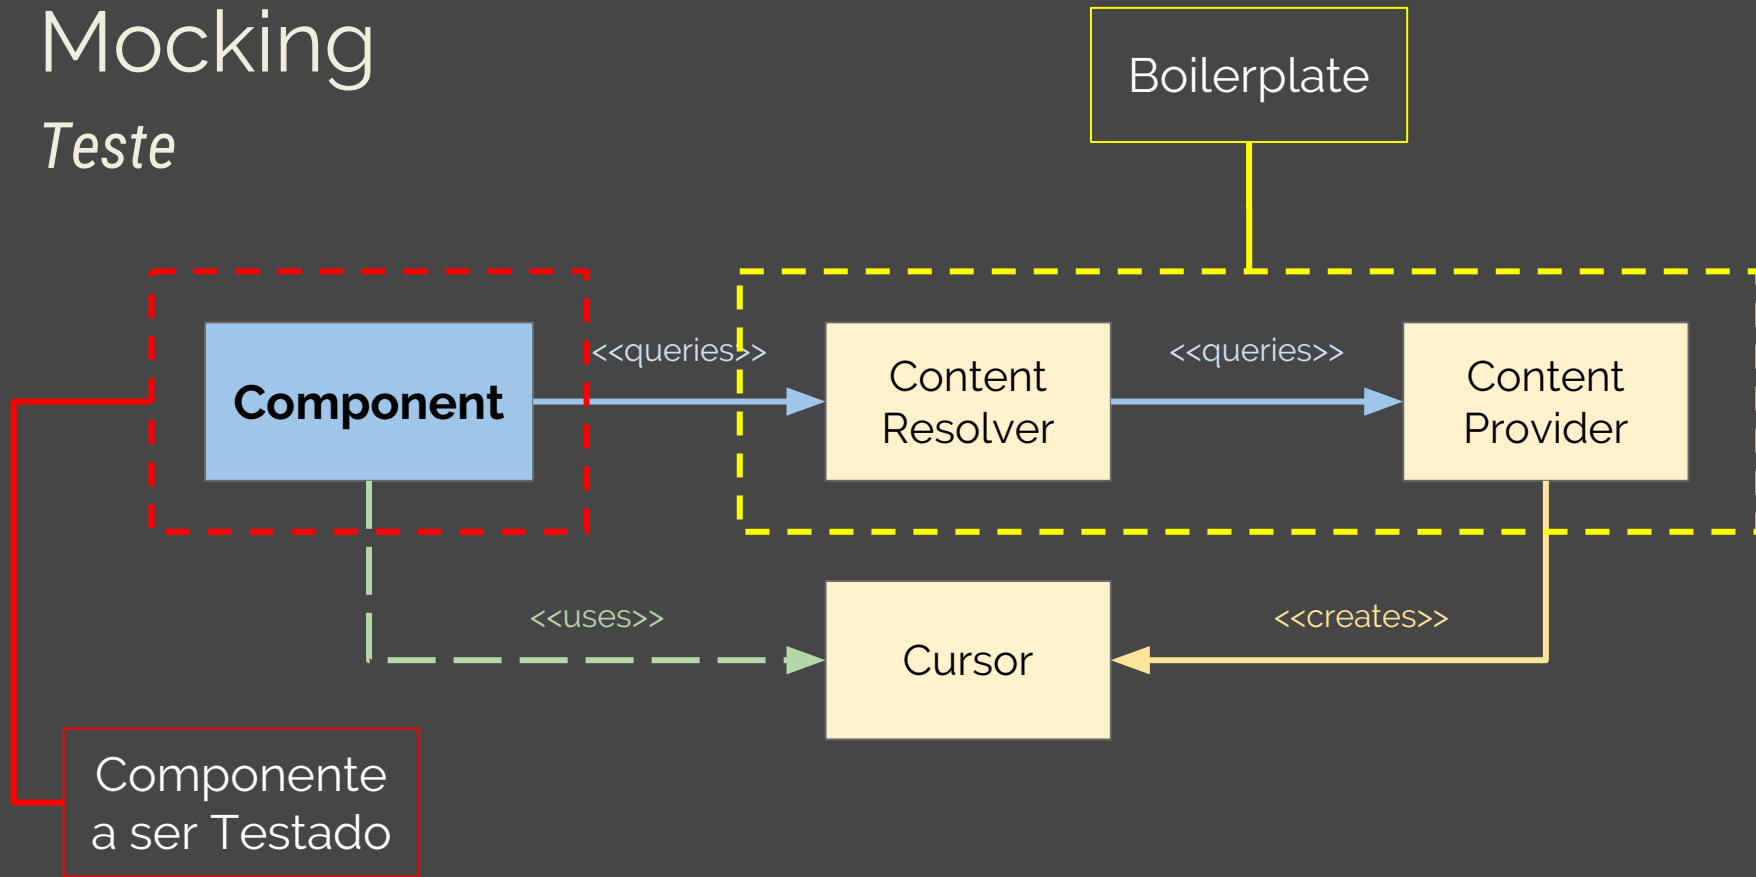 Mocking
Teste
Boilerplate
<<queries>>
<<queries>>
Component
Content
Resolver
Content
Provider
<<uses>>
<<creates>>
Cursor
Componente
a ser Testado